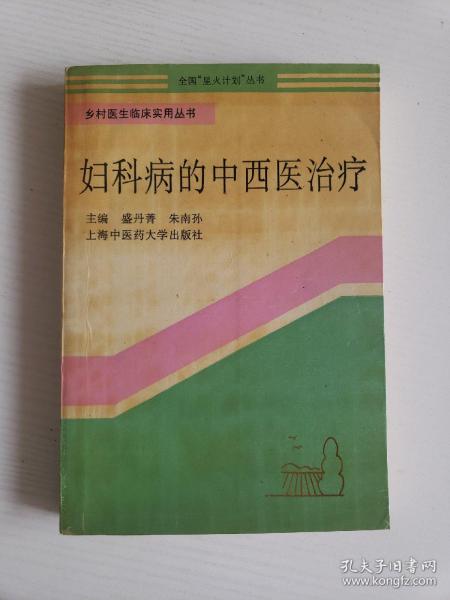 全国“星火计划”丛书
乡村医生临床实用丛书
妇科病的中西医治疗
主编 盛丹菁 朱南孙
上海中医药大学出版社
孔夫子旧书网
www.kongfz.com